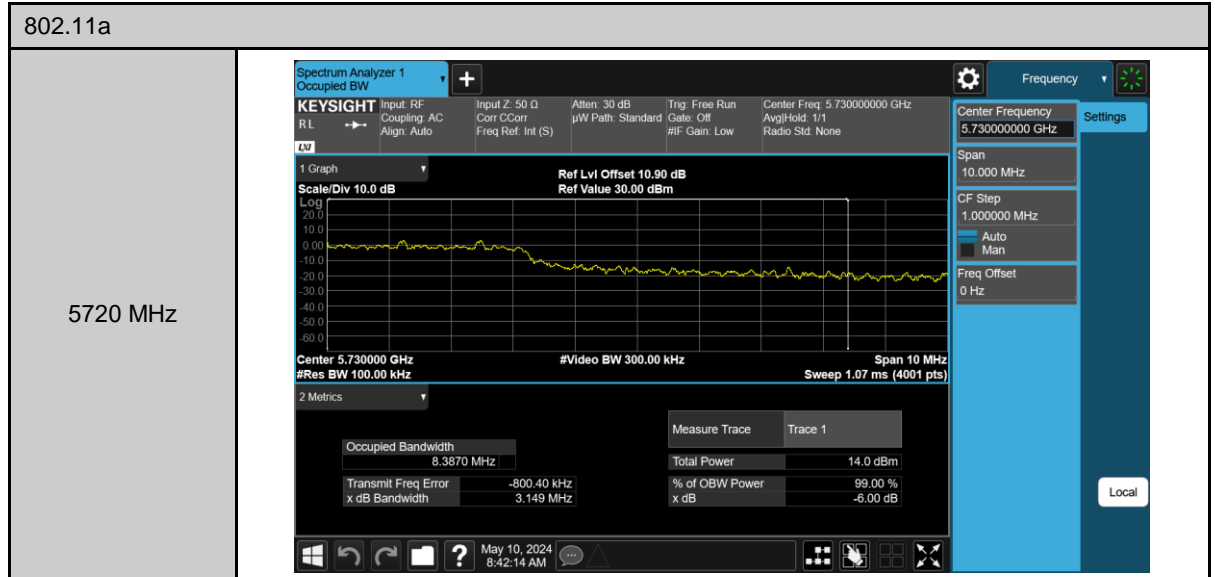 802.11a
5720 MHz
Spectrum Analyzer 1
Occupied BW
+
Frequency
KEYSIGHT
R L
LXI
Input: RF
Coupling: AC
Align: Auto
Input Z: 50 Ω
Corr CCorr
Freq Ref: Int (S)
Atten: 30 dB
µW Path: Standard
Trig: Free Run
Gate: Off
#IF Gain: Low
Center Freq: 5.730000000 GHz
Avg|Hold: 1/1
Radio Std: None
Center Frequency
5.730000000 GHz
Settings
Span
10.000 MHz
CF Step
1.000000 MHz
Auto
Man
Freq Offset
0 Hz
Local
1 Graph
Scale/Div 10.0 dB
Ref Lvl Offset 10.90 dB
Ref Value 30.00 dBm
Log
20.0
10.0
0.00
-10.0
-20.0
-30.0
-40.0
-50.0
-60.0
Center 5.730000 GHz
#Res BW 100.00 kHz
#Video BW 300.00 kHz
Span 10 MHz
Sweep 1.07 ms (4001 pts)
2 Metrics
Measure Trace Trace 1
Occupied Bandwidth
8.3870 MHz
Total Power 14.0 dBm
Transmit Freq Error -800.40 kHz
% of OBW Power 99.00 %
x dB Bandwidth 3.149 MHz
x dB -6.00 dB
?
May 10, 2024
8:42:14 AM